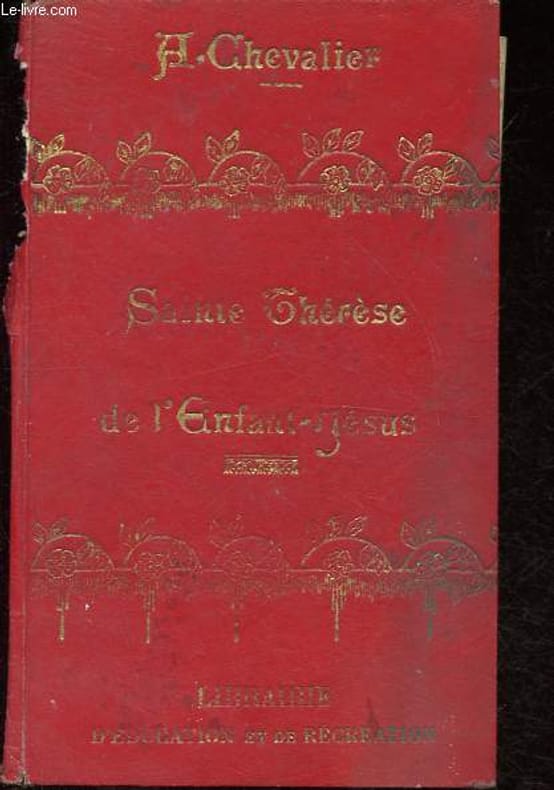 Le-livre.com
A. Chevalier
Sainte Thérèse
de l'Enfant-Jésus
LIBRAIRIE
D'ÉDUCATION ET DE RÉCRÉATION